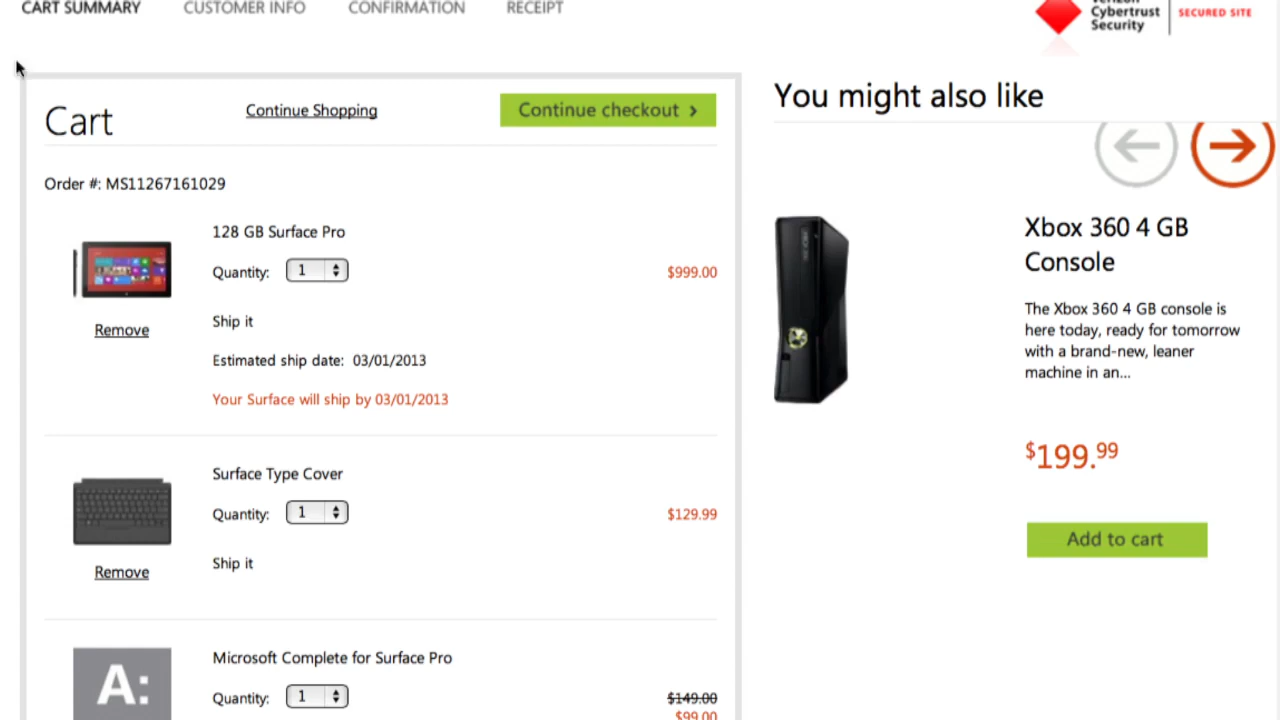 CART SUMMARY
CUSTOMER INFO
CONFIRMATION
RECEIPT
Verizon
Cybertrust
Security
SECURED SITE
Cart
Continue Shopping
Continue checkout
Order #: MS11267161029
128 GB Surface Pro
Quantity: 1
$999.00
Remove
Ship it
Estimated ship date: 03/01/2013
Your Surface will ship by 03/01/2013
Surface Type Cover
Quantity: 1
$129.99
Remove
Ship it
A:
Microsoft Complete for Surface Pro
Quantity: 1
$149.00
$99.00
You might also like
Xbox 360 4 GB
Console
The Xbox 360 4 GB console is
here today, ready for tomorrow
with a brand-new, leaner
machine in an...
$199.99
Add to cart